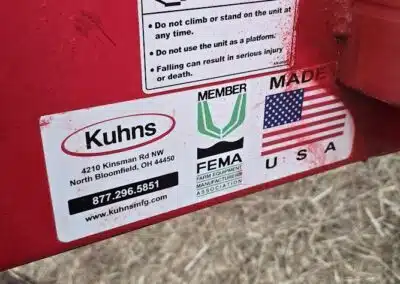 • Do not climb or stand on the unit at
any time.
• Do not use the unit as a platform.
• Falling can result in serious injury
or death.
Kuhns
4210 Kinsman Rd NW
North Bloomfield, OH 44450
877.296.5851
www.kuhnsmfg.com
MEMBER
FEMA
FARM EQUIPMENT
MANUFACTURERS
ASSOCIATION
MADE
USA